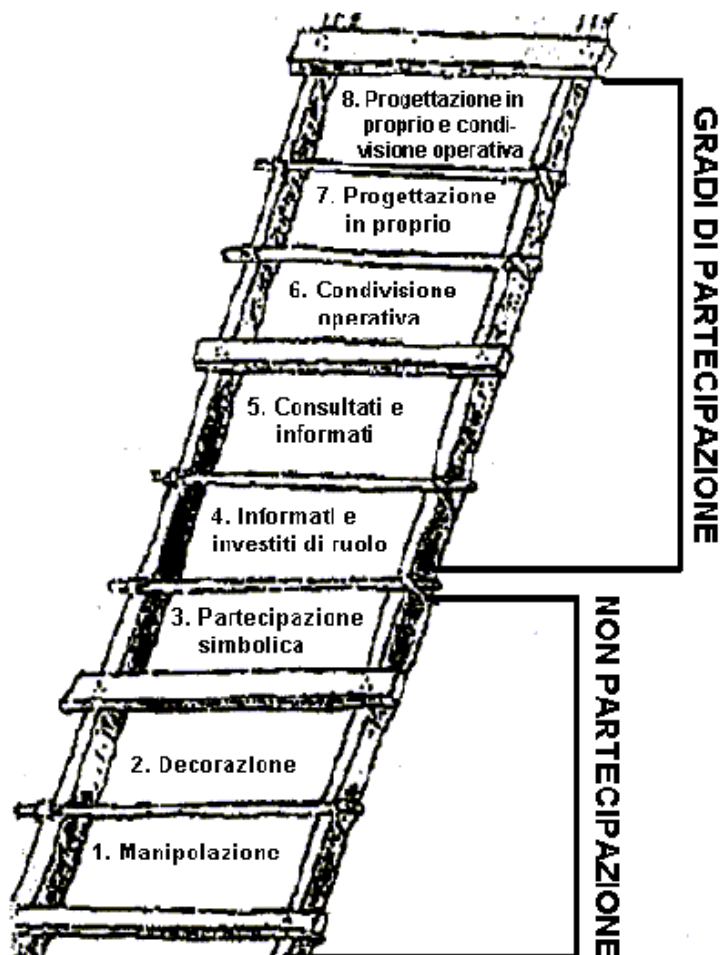 8. Progettazione in
proprio e condi-
visione operativa
7. Progettazione
in proprio
6. Condivisione
operativa
5. Consultati e
informati
4. Informati e
investiti di ruolo
3. Partecipazione
simbolica
2. Decorazione
1. Manipolazione
GRADI DI PARTECIPAZIONE
NON PARTECIPAZIONE